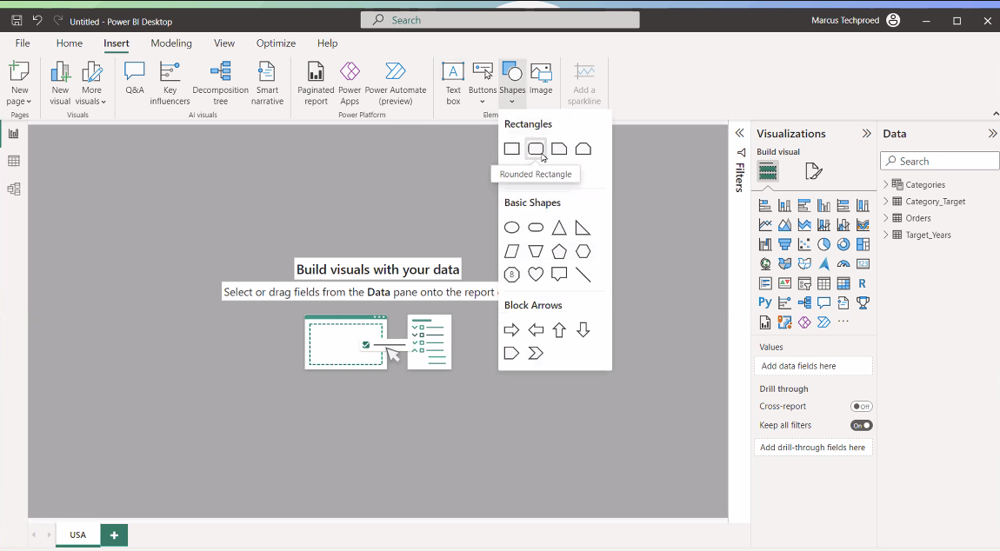 Untitled - Power BI Desktop
Search
Marcus Techproed
File Home Insert Modeling View Optimize Help
New page
New visual
More visuals
Q&A
Key influencers
Decomposition tree
Smart narrative
Paginated report
Power Apps
Power Automate (preview)
Text box
Buttons
Shapes
Image
Add a sparkline
Pages
Visuals
AI visuals
Power Platform
Elem
Rectangles
Rounded Rectangle
Basic Shapes
8
Block Arrows
Build visuals with your data
Select or drag fields from the Data pane onto the report
Filters
Visualizations
Build visual
123
R
Py
Values
Add data fields here
Drill through
Cross-report
Off
Keep all filters
On
Add drill-through fields here
Data
Search
Categories
Category_Target
Orders
Target_Years
USA